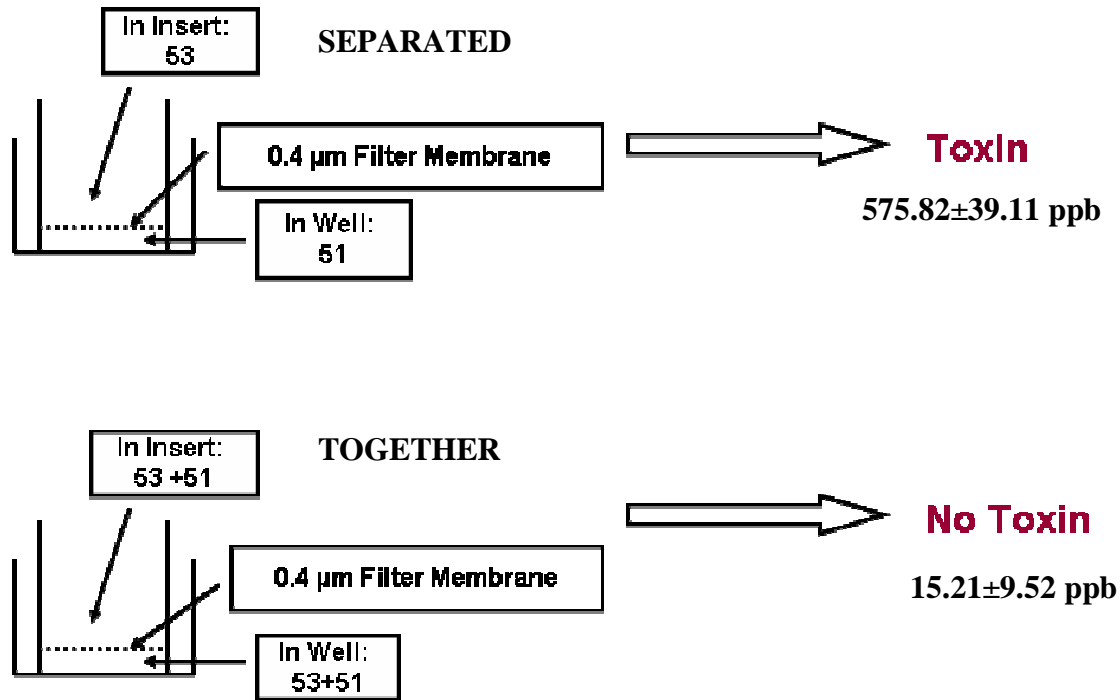 In Insert:
53
SEPARATED
0.4 µm Filter Membrane
In Well:
51
Toxin
575.82±39.11 ppb
In Insert:
53 +51
TOGETHER
0.4 µm Filter Membrane
In Well:
53+51
No Toxin
15.21±9.52 ppb